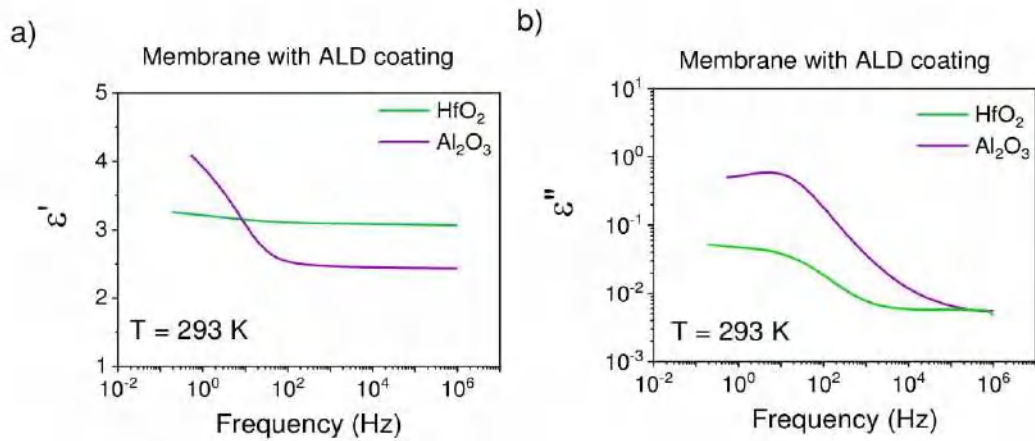 a)
Membrane with ALD coating
5
4
3
2
1
ε'
HfO₂
Al₂O₃
T = 293 K
10⁻² 10⁰ 10² 10⁴ 10⁶
Frequency (Hz)
b)
Membrane with ALD coating
10¹
10⁰
10⁻¹
10⁻²
10⁻³
ε"
HfO₂
Al₂O₃
T = 293 K
10⁻² 10⁰ 10² 10⁴ 10⁶
Frequency (Hz)